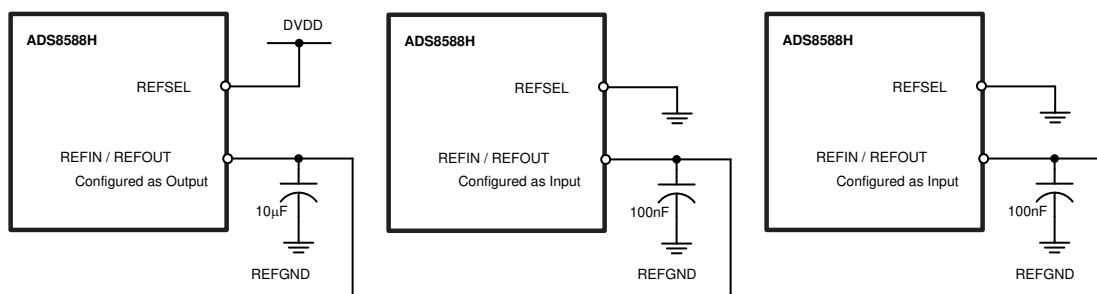 ADS8588H
DVDD
REFSEL
REFIN / REFOUT
Configured as Output
10μF
REFGND
ADS8588H
REFSEL
REFIN / REFOUT
Configured as Input
100nF
REFGND
ADS8588H
REFSEL
REFIN / REFOUT
Configured as Input
100nF
REFGND